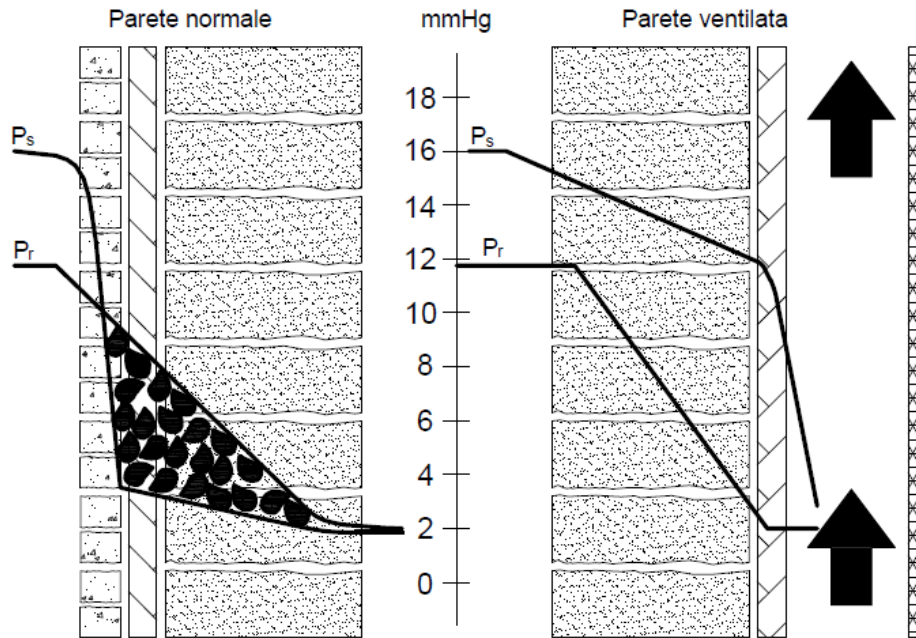 Parete normale
mmHg
Parete ventilata
Ps
Pr
18
16
14
12
10
8
6
4
2
0
Ps
Pr